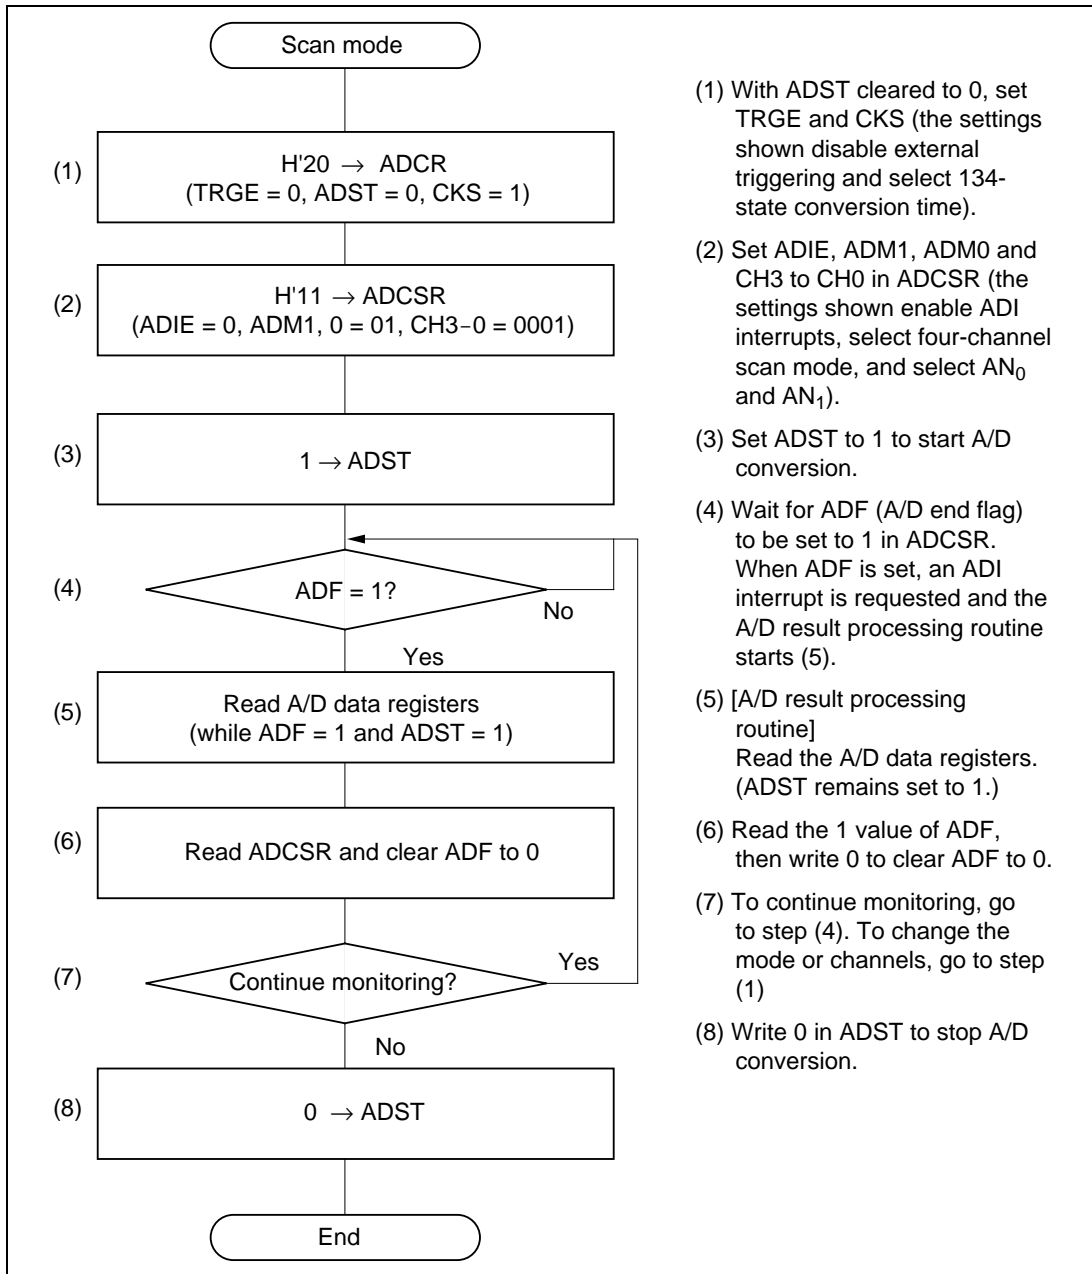 Scan mode
(1)
H'20 → ADCR
(TRGE = 0, ADST = 0, CKS = 1)
(2)
H'11 → ADCSR
(ADIE = 0, ADM1, 0 = 01, CH3–0 = 0001)
(3)
1 → ADST
(4)
ADF = 1?
No
Yes
(5)
Read A/D data registers
(while ADF = 1 and ADST = 1)
(6)
Read ADCSR and clear ADF to 0
(7)
Continue monitoring?
Yes
No
(8)
0 → ADST
End
(1) With ADST cleared to 0, set
TRGE and CKS (the settings
shown disable external
triggering and select 134-
state conversion time).
(2) Set ADIE, ADM1, ADM0 and
CH3 to CH0 in ADCSR (the
settings shown enable ADI
interrupts, select four-channel
scan mode, and select AN0
and AN1).
(3) Set ADST to 1 to start A/D
conversion.
(4) Wait for ADF (A/D end flag)
to be set to 1 in ADCSR.
When ADF is set, an ADI
interrupt is requested and the
A/D result processing routine
starts (5).
(5) [A/D result processing
routine]
Read the A/D data registers.
(ADST remains set to 1.)
(6) Read the 1 value of ADF,
then write 0 to clear ADF to 0.
(7) To continue monitoring, go
to step (4). To change the
mode or channels, go to step
(1)
(8) Write 0 in ADST to stop A/D
conversion.